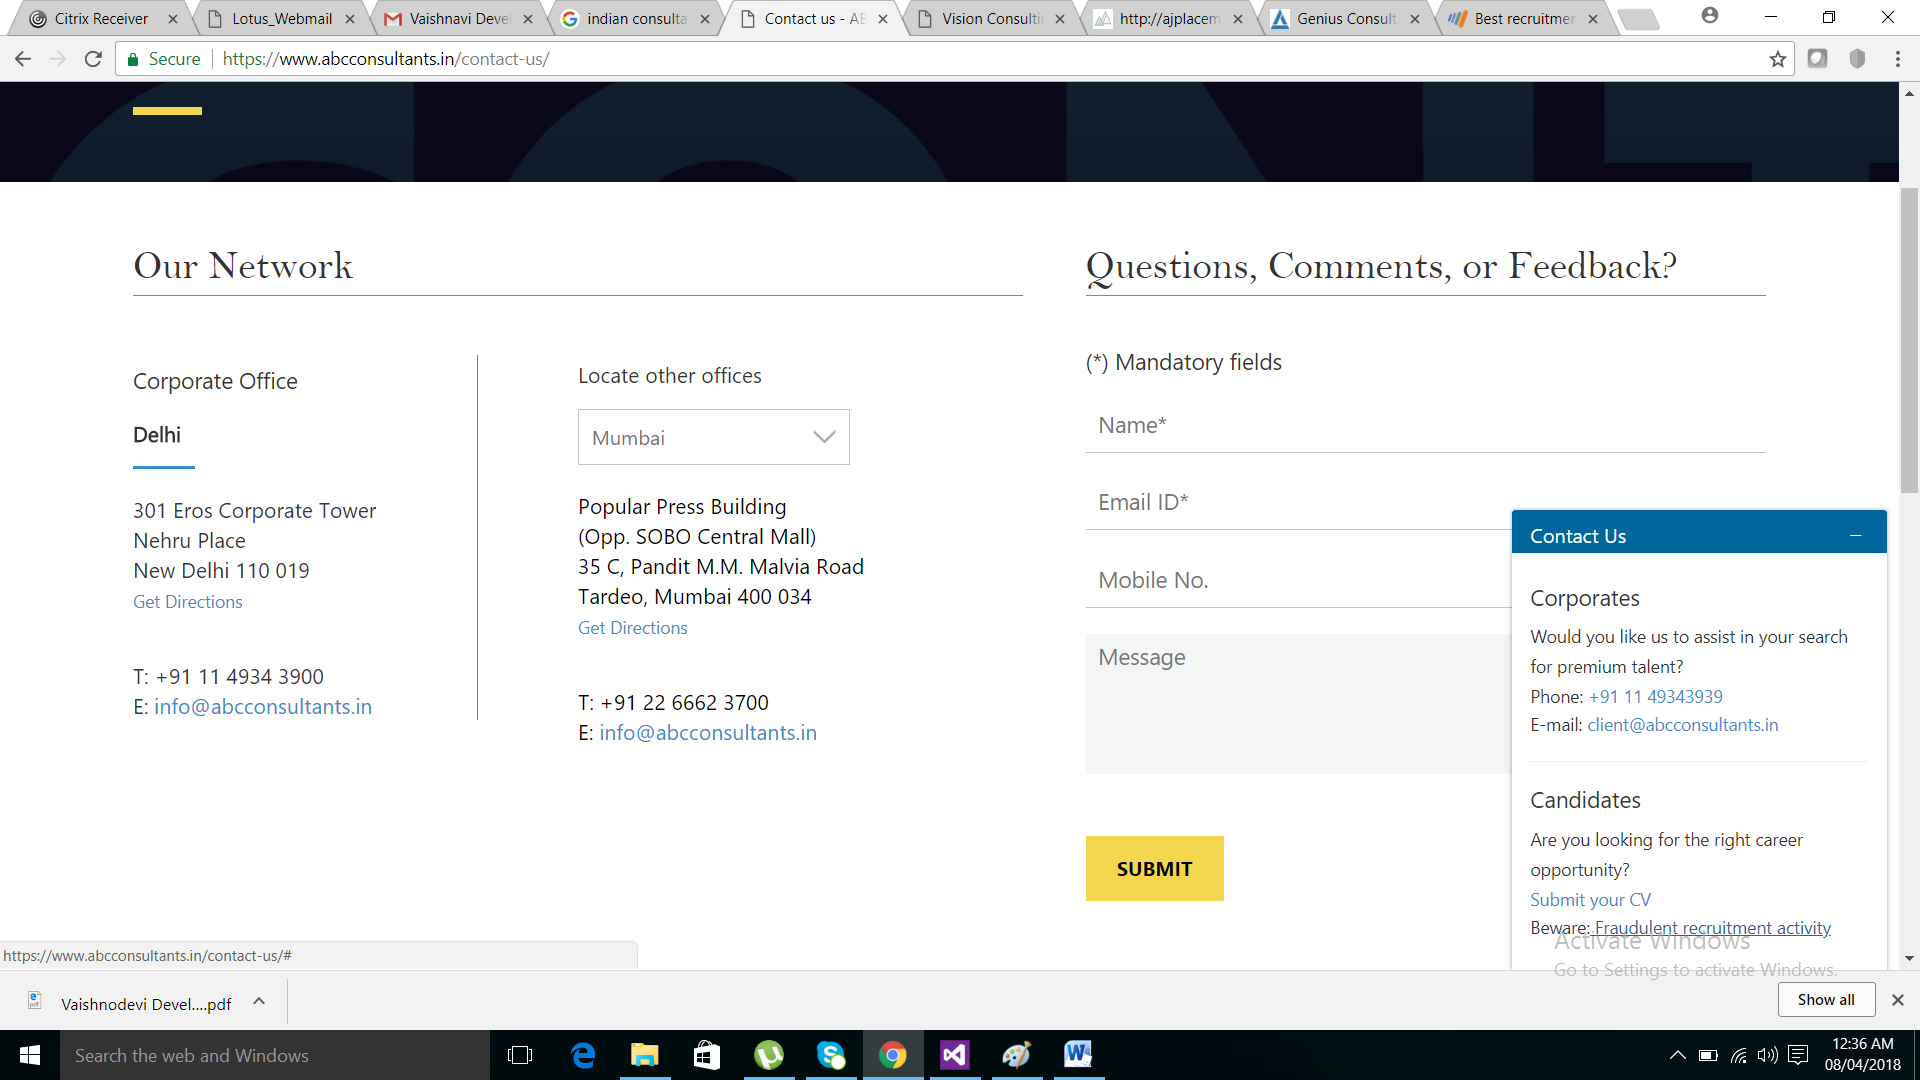 Citrix Receiver
Lotus_Webmail
Vaishnavi Deve
indian consulta
Contact us - AB
Vision Consulti
http://ajplacem
Genius Consult
Best recruitmen
Secure
https://www.abcconsultants.in/contact-us/
Our Network
Corporate Office
Delhi
301 Eros Corporate Tower
Nehru Place
New Delhi 110 019
Get Directions
T: +91 11 4934 3900
E: info@abcconsultants.in
Locate other offices
Mumbai
Popular Press Building
(Opp. SOBO Central Mall)
35 C, Pandit M.M. Malvia Road
Tardeo, Mumbai 400 034
Get Directions
T: +91 22 6662 3700
E: info@abcconsultants.in
Questions, Comments, or Feedback?
(*) Mandatory fields
Name*
Email ID*
Mobile No.
Message
SUBMIT
Contact Us
Corporates
Would you like us to assist in your search
for premium talent?
Phone: +91 11 49343939
E-mail: client@abcconsultants.in
Candidates
Are you looking for the right career
opportunity?
Submit your CV
Beware: Fraudulent recruitment activity
Activate Windows
Go to Settings to activate Windows.
https://www.abcconsultants.in/contact-us/#
Vaishnodevi Devel....pdf
Show all
Search the web and Windows
12:36 AM
08/04/2018